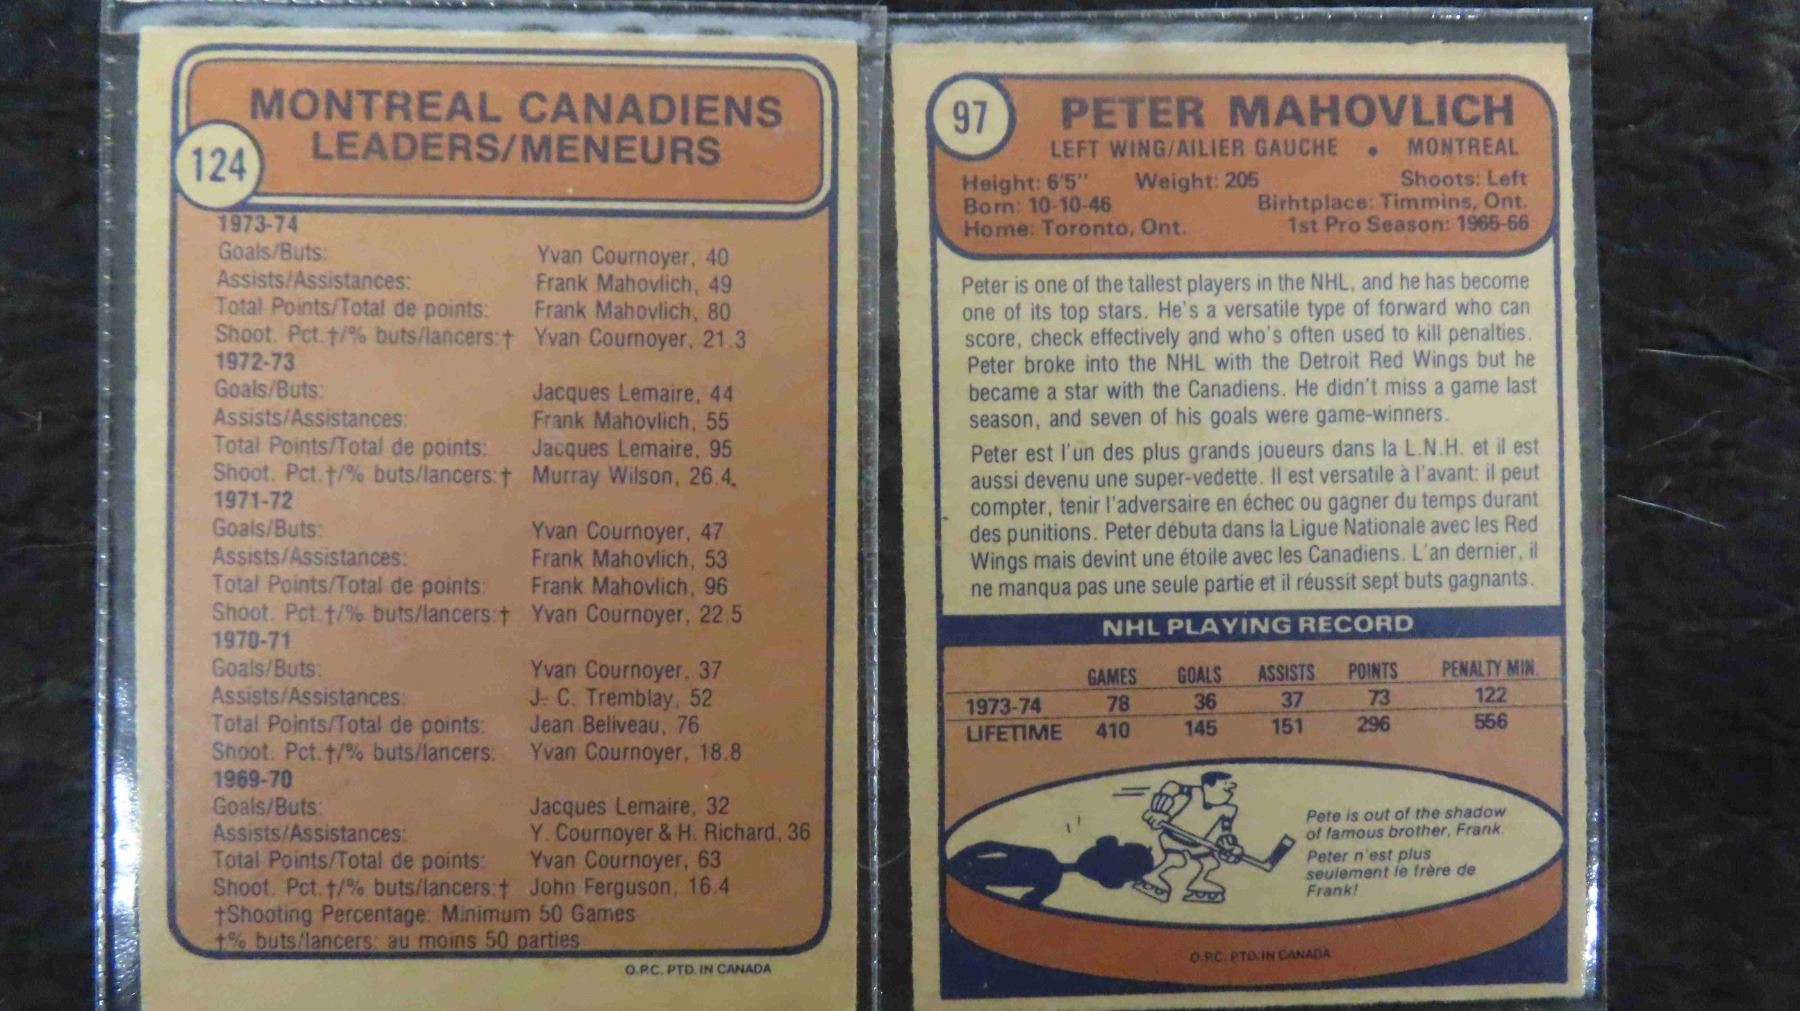 MONTREAL CANADIENS
LEADERS/MENEURS
124
1973-74
Goals/Buts: Yvan Cournoyer, 40
Assists/Assistances: Frank Mahovlich, 49
Total Points/Total de points: Frank Mahovlich, 80
Shoot. Pct.†/% buts/lancers:† Yvan Cournoyer, 21.3
1972-73
Goals/Buts: Jacques Lemaire, 44
Assists/Assistances: Frank Mahovlich, 55
Total Points/Total de points: Jacques Lemaire, 95
Shoot. Pct.†/% buts/lancers:† Murray Wilson, 26.4
1971-72
Goals/Buts: Yvan Cournoyer, 47
Assists/Assistances: Frank Mahovlich, 53
Total Points/Total de points: Frank Mahovlich, 96
Shoot. Pct.†/% buts/lancers:† Yvan Cournoyer, 22.5
1970-71
Goals/Buts: Yvan Cournoyer, 37
Assists/Assistances: J- C. Tremblay, 52
Total Points/Total de points: Jean Beliveau, 76
Shoot. Pct.†/% buts/lancers: Yvan Cournoyer, 18.8
1969-70
Goals/Buts: Jacques Lemaire, 32
Assists/Assistances: Y. Cournoyer & H. Richard, 36
Total Points/Total de points: Yvan Cournoyer, 63
Shoot. Pct.†/% buts/lancers:† John Ferguson, 16.4
†Shooting Percentage: Minimum 50 Games
†% buts/lancers: au moins 50 parties
O.P.C. PTD. IN CANADA
97
PETER MAHOVLICH
LEFT WING/AILIER GAUCHE • MONTREAL
Height: 6'5" Weight: 205 Shoots: Left
Born: 10-10-46 Birhtplace: Timmins, Ont.
Home: Toronto, Ont. 1st Pro Season: 1965-66
Peter is one of the tallest players in the NHL, and he has become
one of its top stars. He's a versatile type of forward who can
score, check effectively and who's often used to kill penalties.
Peter broke into the NHL with the Detroit Red Wings but he
became a star with the Canadiens. He didn't miss a game last
season, and seven of his goals were game-winners.
Peter est l'un des plus grands joueurs dans la L.N.H. et il est
aussi devenu une super-vedette. Il est versatile à l'avant: il peut
compter, tenir l'adversaire en échec ou gagner du temps durant
des punitions. Peter débuta dans la Ligue Nationale avec les Red
Wings mais devint une étoile avec les Canadiens. L'an dernier, il
ne manqua pas une seule partie et il réussit sept buts gagnants.
NHL PLAYING RECORD
GAMES GOALS ASSISTS POINTS PENALTY MIN.
1973-74 78 36 37 73 122
LIFETIME 410 145 151 296 556
Pete is out of the shadow
of famous brother, Frank.
Peter n'est plus
seulement le frère de
Frank!
O.P.C. PTD. IN CANADA